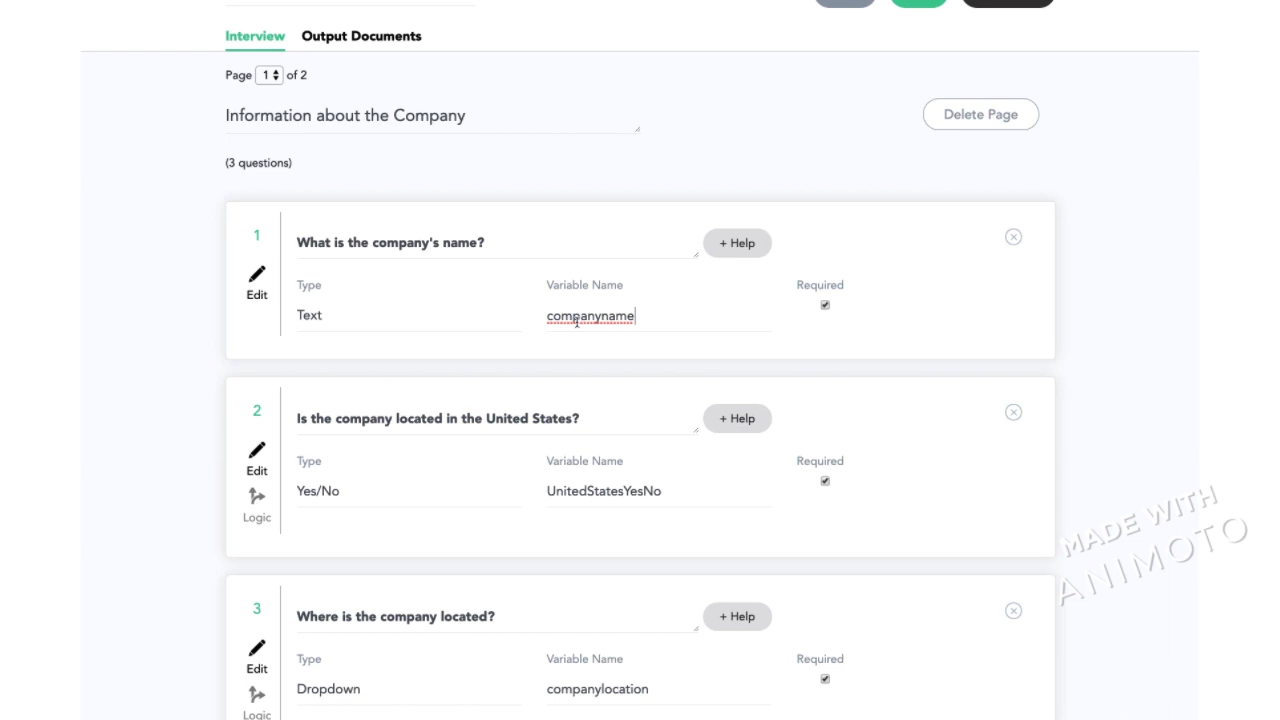 Interview Output Documents
Page 1 of 2
Information about the Company
Delete Page
(3 questions)
1
What is the company's name?
+ Help
Edit
Type
Variable Name
Required
Text
companyname
2
Is the company located in the United States?
+ Help
Edit
Type
Variable Name
Required
Yes/No
UnitedStatesYesNo
Logic
MADE WITH
ANIMOTO
3
Where is the company located?
+ Help
Edit
Type
Variable Name
Required
Dropdown
companylocation
Logic